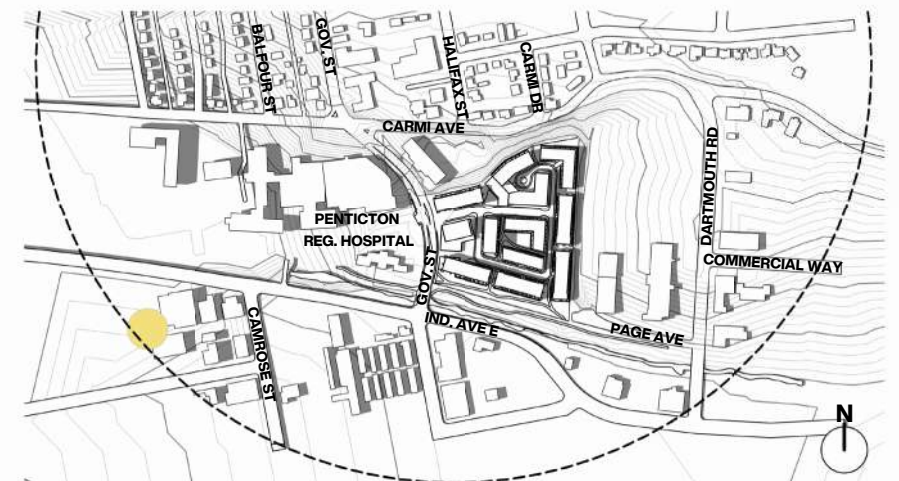 BALFOUR ST
GOV. ST
HALIFAX ST
CARMI DR
CARMI AVE
DARTMOUTH RD
PENTICTON
REG. HOSPITAL
GOV. ST
COMMERCIAL WAY
CAMROSE ST
IND. AVE E
PAGE AVE
N